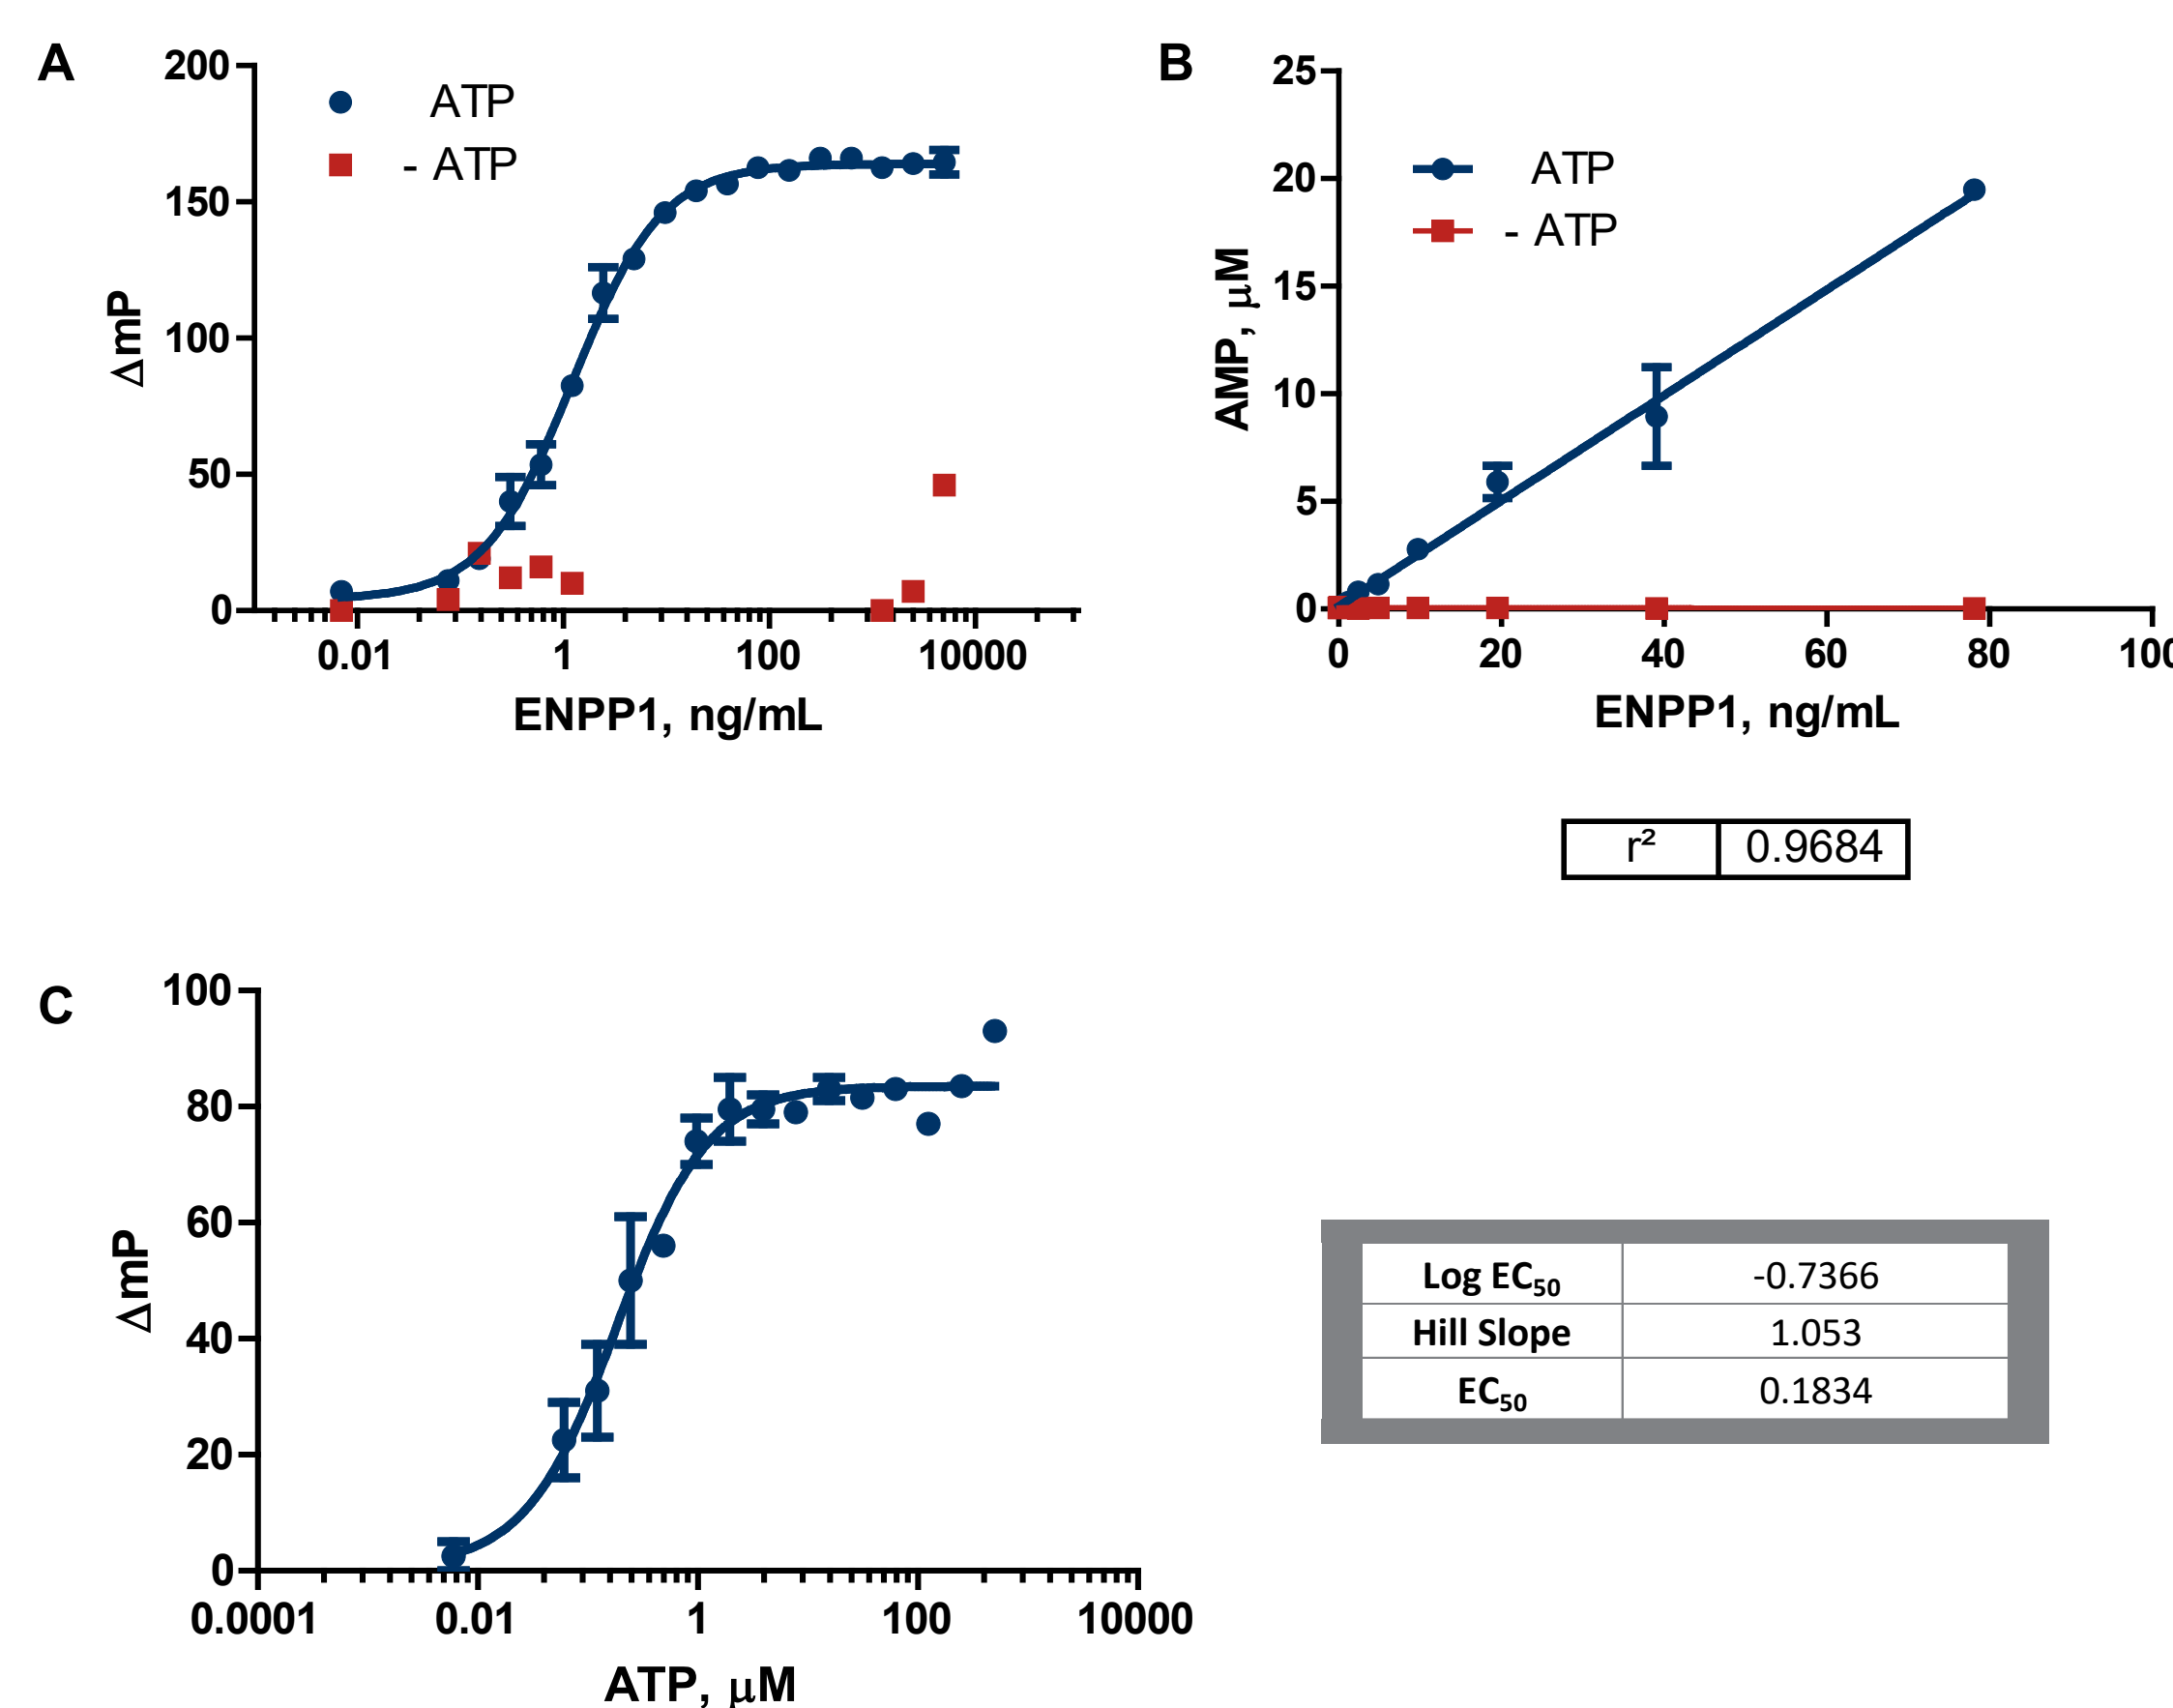 A
200
150
100
50
0
ATP
- ATP
ΔmP
0.01
1
100
10000
ENPP1, ng/mL
B
25
20
15
10
5
0
ATP
- ATP
AMP, μM
0
20
40
60
80
100
ENPP1, ng/mL
r²
0.9684
C
100
80
60
40
20
0
ΔmP
0.0001
0.01
1
100
10000
ATP, μM
Log EC50
-0.7366
Hill Slope
1.053
EC50
0.1834